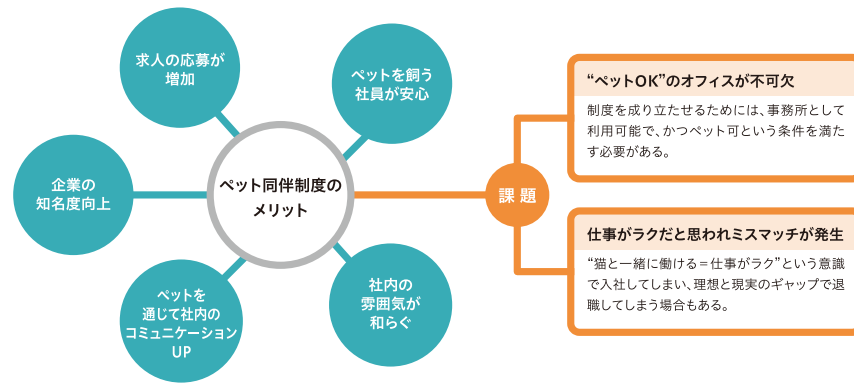 求人の応募が
増加
ペットを飼う
社員が安心
企業の
知名度向上
ペット同伴制度の
メリット
ペットを
通じて社内の
コミュニケーション
UP
社内の
雰囲気が
和らぐ
課題
“ペットOK”のオフィスが不可欠
制度を成り立たせるためには、事務所として
利用可能で、かつペット可という条件を満た
す必要がある。
仕事がラクだと思われミスマッチが発生
“猫と一緒に働ける＝仕事がラク”という意識
で入社してしまい、理想と現実のギャップで退
職してしまう場合もある。